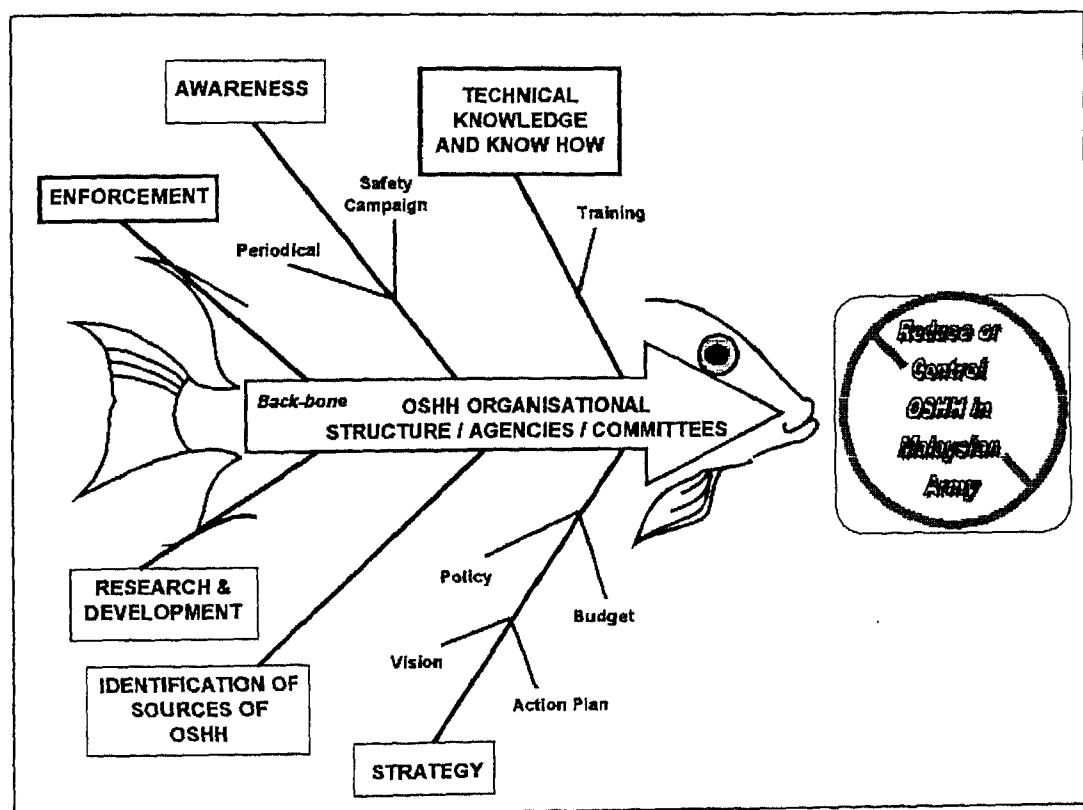 AWARENESS
TECHNICAL
KNOWLEDGE
AND KNOW HOW
ENFORCEMENT
Safety
Campaign
Periodical
Training
Back-bone
OSHH ORGANISATIONAL
STRUCTURE / AGENCIES / COMMITTEES
Reduce or
Control
OSHH in
Malaysian
Army
RESEARCH &
DEVELOPMENT
Policy
Budget
Vision
Action Plan
IDENTIFICATION OF
SOURCES OF
OSHH
STRATEGY